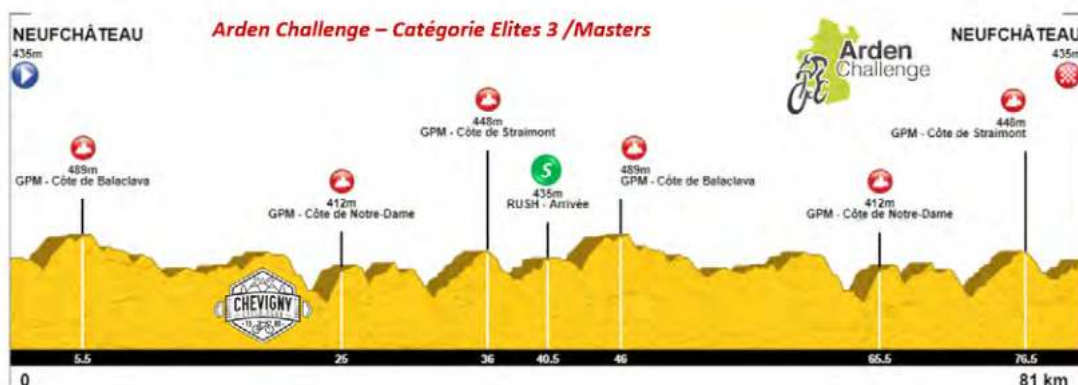 Arden Challenge – Catégorie Elites 3 /Masters
NEUFCHÂTEAU
435m
Arden
Challenge
NEUFCHÂTEAU
435m
489m
GPM - Côte de Balaclava
412m
GPM - Côte de Notre-Dame
448m
GPM - Côte de Straimont
S
435m
RUSH - Arrivée
489m
GPM - Côte de Balaclava
412m
GPM - Côte de Notre-Dame
448m
GPM - Côte de Straimont
CHEVIGNY
5.5
25
36
40.5
46
65.5
76.5
0
81 km